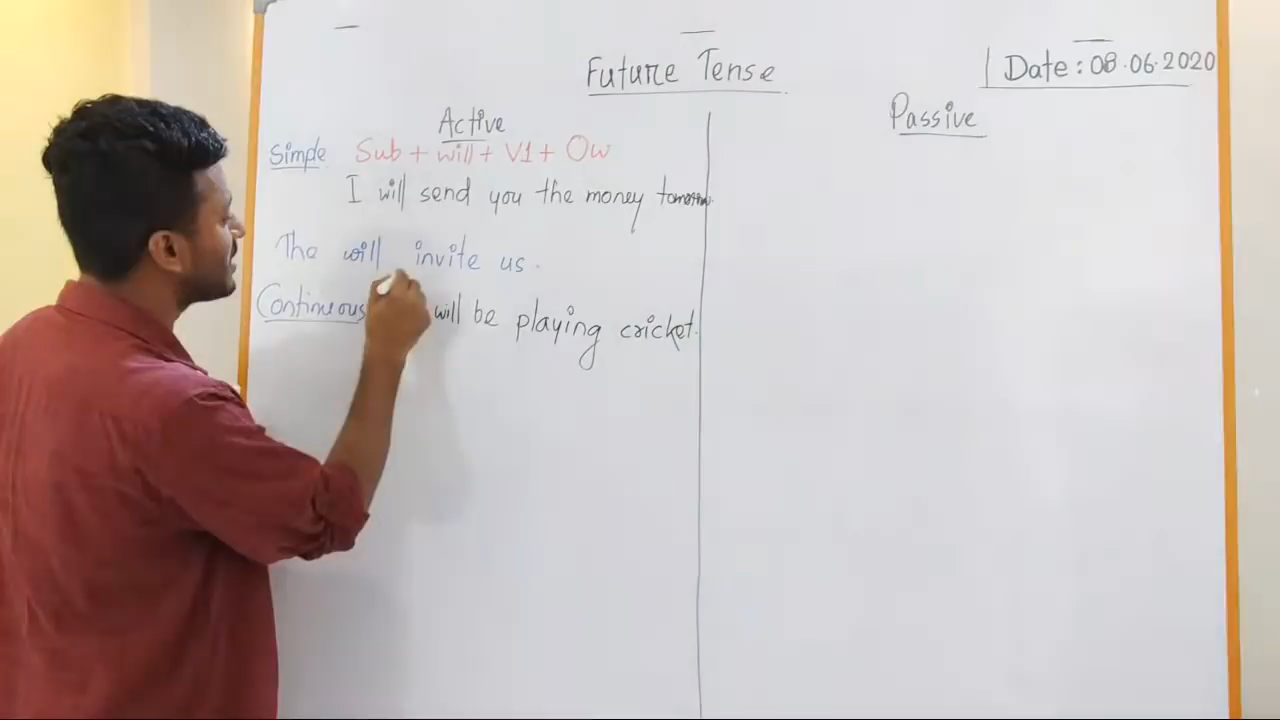 Future Tense
Date: 08.06.2020
Active
Passive
Simple Sub + will + V1 + Ow
I will send you the money tomorrow.
The will invite us.
Continuous will be playing cricket.